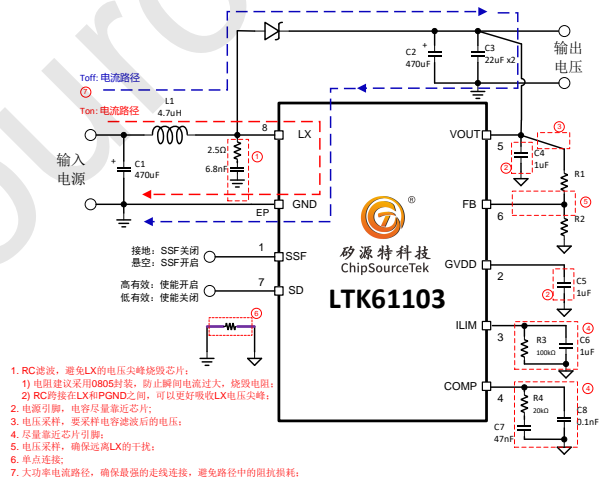 Toff: 电流路径
⑦
Ton: 电流路径
L1
4.7uH
C2
470uF
C3
22uF x2
输出
电压
输入
电源
C1
470uF
2.5Ω
6.8nF
①
8
LX
GND
EP
VOUT
5
③
②
C4
1uF
R1
FB
6
⑤
R2
接地：SSF关闭
悬空：SSF开启
1
SSF
高有效：使能开启
低有效：使能关闭
7
SD
®
矽源特科技
ChipSourceTek
LTK61103
GVDD
2
②
C5
1uF
⑥
ILIM
3
④
R3
100kΩ
C6
1uF
COMP
4
④
R4
20kΩ
C7
47nF
C8
0.1nF
1. RC滤波，避免LX的电压尖峰烧毁芯片；
1) 电阻建议采用0805封装，防止瞬间电流过大，烧毁电阻；
2) RC跨接在LX和PGND之间，可以更好吸收LX电压尖峰；
2. 电源引脚，电容尽量靠近芯片；
3. 电压采样，要采样电容滤波后的电压；
4. 尽量靠近芯片引脚；
5. 电压采样，确保远离LX的干扰；
6. 单点连接；
7. 大功率电流路径，确保最强的走线连接，避免路径中的阻抗损耗；